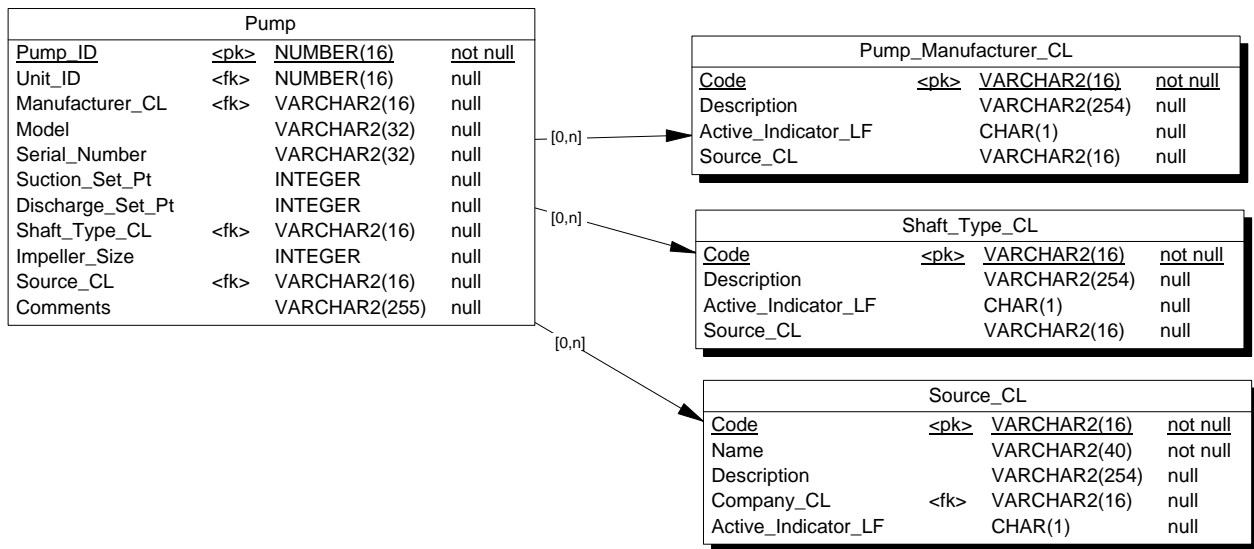 Pump
Pump_ID <pk> NUMBER(16) not null
Unit_ID <fk> NUMBER(16) null
Manufacturer_CL <fk> VARCHAR2(16) null
Model VARCHAR2(32) null
Serial_Number VARCHAR2(32) null
Suction_Set_Pt INTEGER null
Discharge_Set_Pt INTEGER null
Shaft_Type_CL <fk> VARCHAR2(16) null
Impeller_Size INTEGER null
Source_CL <fk> VARCHAR2(16) null
Comments VARCHAR2(255) null
[0,n]
[0,n]
[0,n]
Pump_Manufacturer_CL
Code <pk> VARCHAR2(16) not null
Description VARCHAR2(254) null
Active_Indicator_LF CHAR(1) null
Source_CL VARCHAR2(16) null
Shaft_Type_CL
Code <pk> VARCHAR2(16) not null
Description VARCHAR2(254) null
Active_Indicator_LF CHAR(1) null
Source_CL VARCHAR2(16) null
Source_CL
Code <pk> VARCHAR2(16) not null
Name VARCHAR2(40) not null
Description VARCHAR2(254) null
Company_CL <fk> VARCHAR2(16) null
Active_Indicator_LF CHAR(1) null